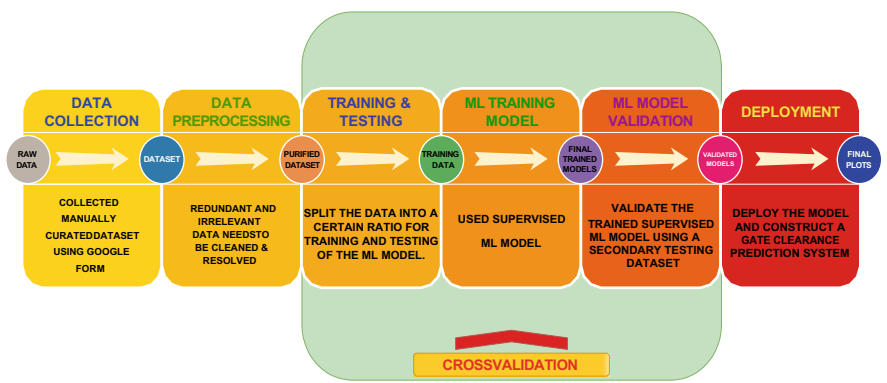 DATA
COLLECTION
DATA
PREPROCESSING
TRAINING &
TESTING
ML TRAINING
MODEL
ML MODEL
VALIDATION
DEPLOYMENT
RAW
DATA
DATASET
PURIFIED
DATASET
TRAINING
DATA
FINAL
TRAINED
MODELS
VALIDATED
MODELS
FINAL
PLOTS
COLLECTED
MANUALLY
CURATEDDATASET
USING GOOGLE
FORM
REDUNDANT AND
IRRELEVANT
DATA NEEDSTO
BE CLEANED &
RESOLVED
SPLIT THE DATA INTO A
CERTAIN RATIO FOR
TRAINING AND TESTING
OF THE ML MODEL.
USED SUPERVISED
ML MODEL
VALIDATE THE
TRAINED SUPERVISED
ML MODEL USING A
SECONDARY TESTING
DATASET
DEPLOY THE MODEL
AND CONSTRUCT A
GATE CLEARANCE
PREDICTION SYSTEM
CROSSVALIDATION